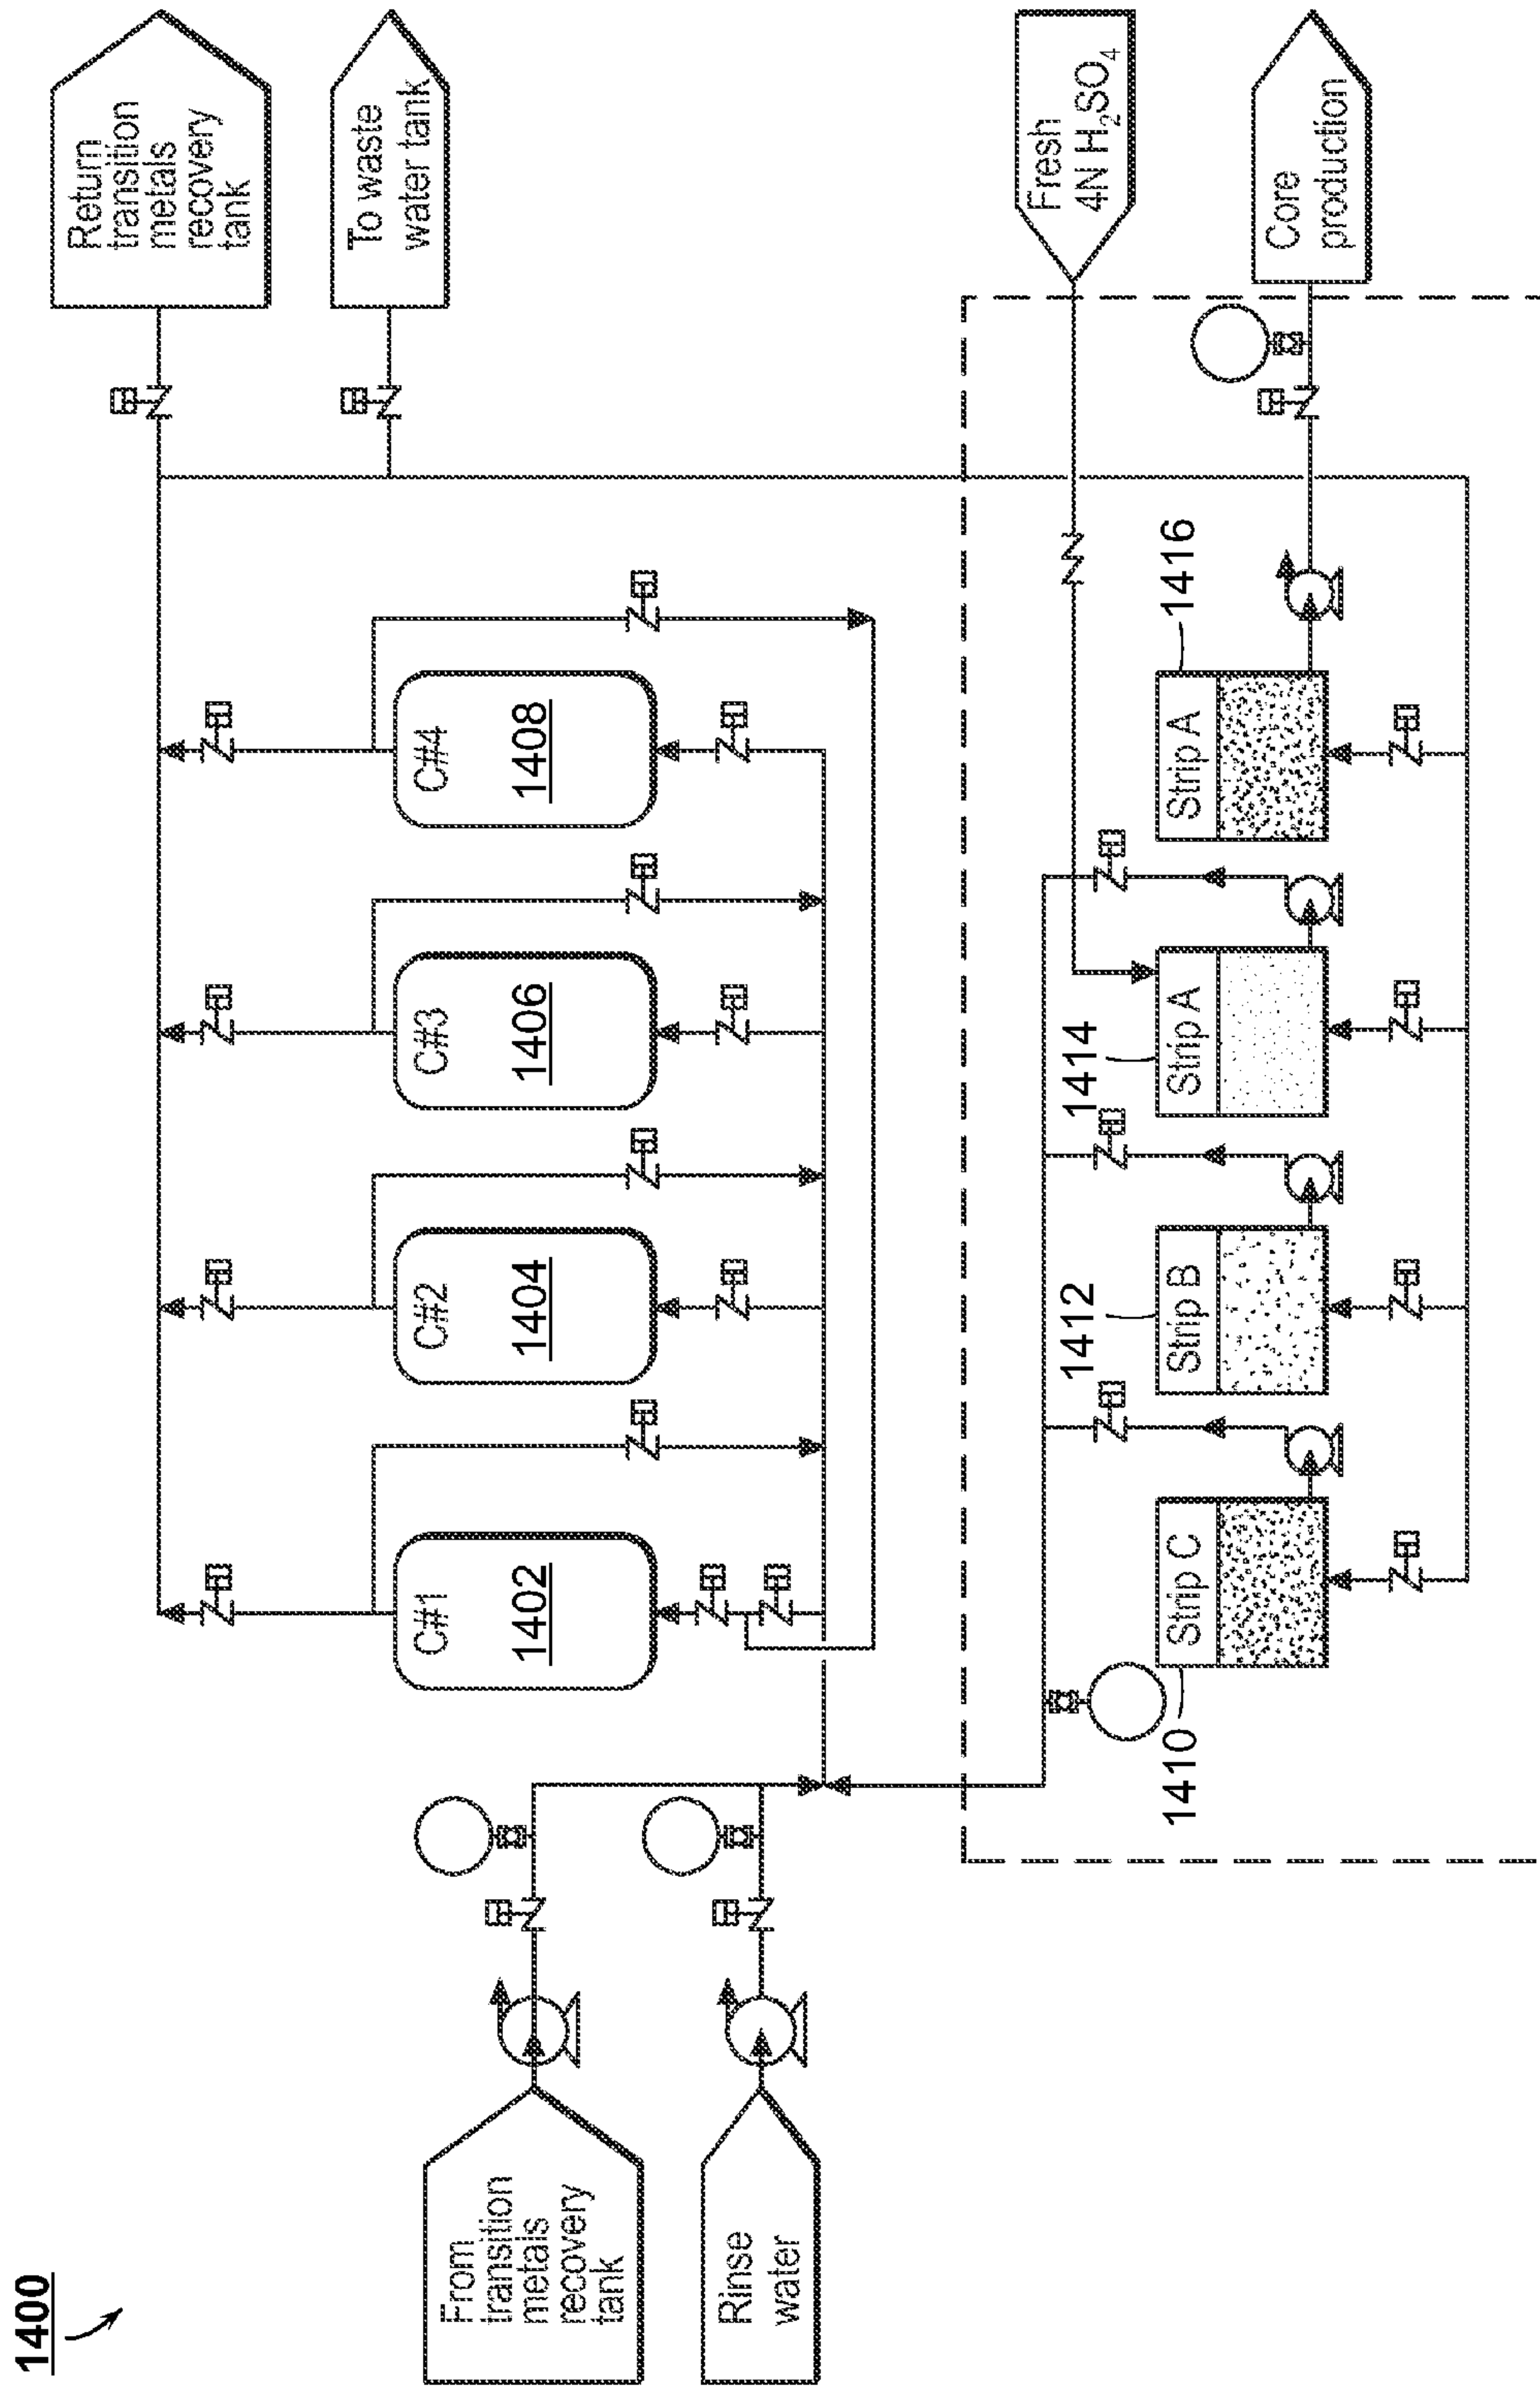 1400
From
transition
metals
recovery
tank
Rinse
water
C#1
1402
C#2
1404
C#3
1406
C#4
1408
Return
transition
metals
recovery
tank
To waste
water tank
Fresh
4N H₂SO₄
Core
production
1410
Strip C
1412
Strip B
1414
Strip A
1416
Strip A